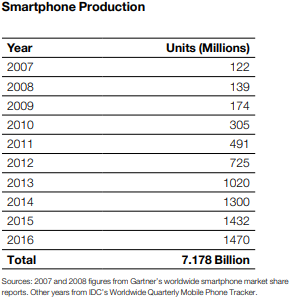 Smartphone Production
Year Units (Millions)
2007 122
2008 139
2009 174
2010 305
2011 491
2012 725
2013 1020
2014 1300
2015 1432
2016 1470
Total 7.178 Billion
Sources: 2007 and 2008 figures from Gartner's worldwide smartphone market share
reports. Other years from IDC's Worldwide Quarterly Mobile Phone Tracker.